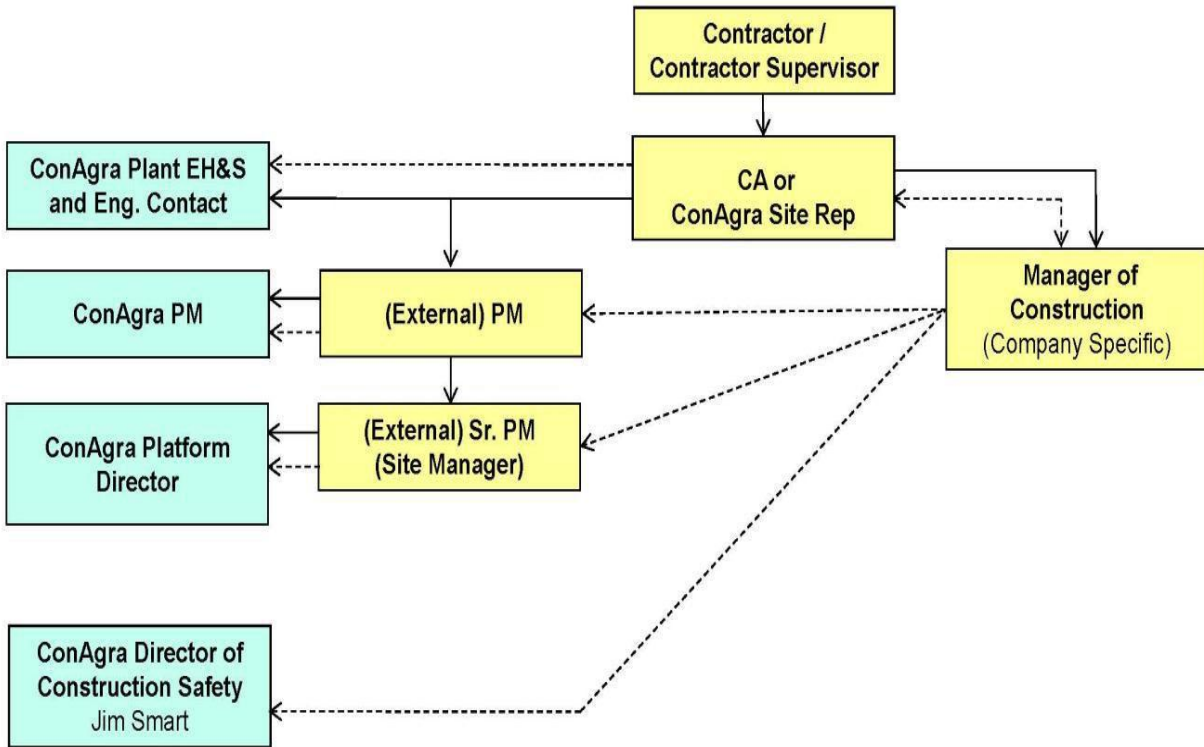 Contractor /
Contractor Supervisor
ConAgra Plant EH&S
and Eng. Contact
CA or
ConAgra Site Rep
Manager of
Construction
(Company Specific)
ConAgra PM
(External) PM
ConAgra Platform
Director
(External) Sr. PM
(Site Manager)
ConAgra Director of
Construction Safety
Jim Smart